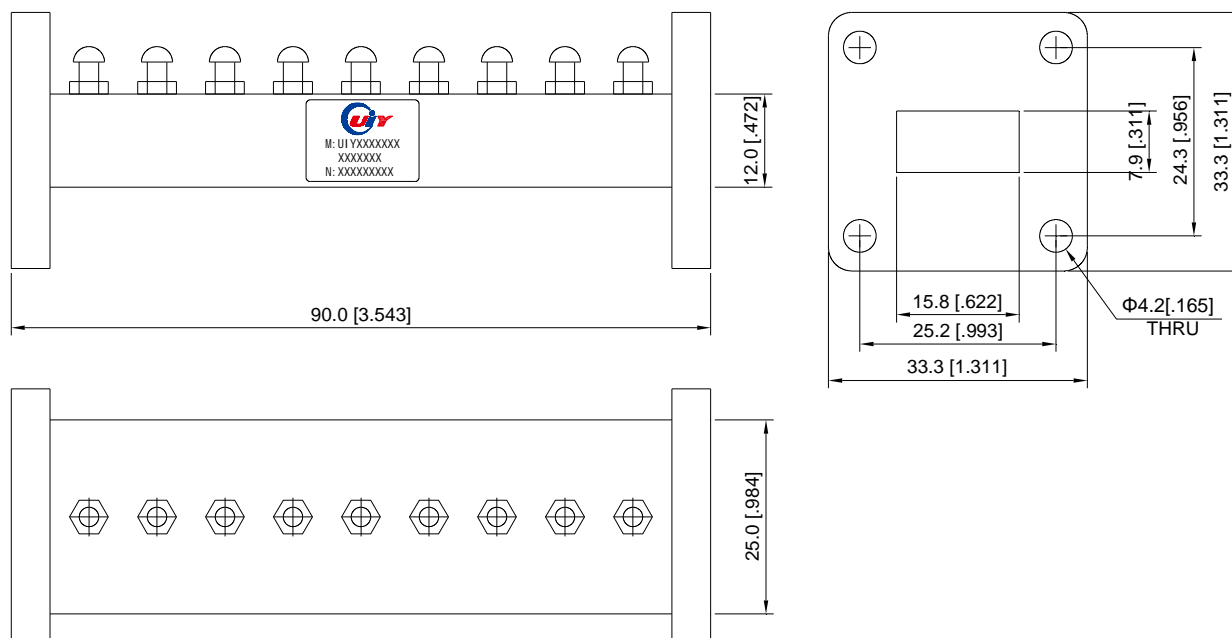 UiY
M: UIYXXXXXXX
XXXXXXX
N: XXXXXXXXX
12.0 [.472]
90.0 [3.543]
7.9 [.311]
24.3 [.956]
33.3 [1.311]
15.8 [.622]
25.2 [.993]
33.3 [1.311]
Φ4.2[.165]
THRU
25.0 [.984]